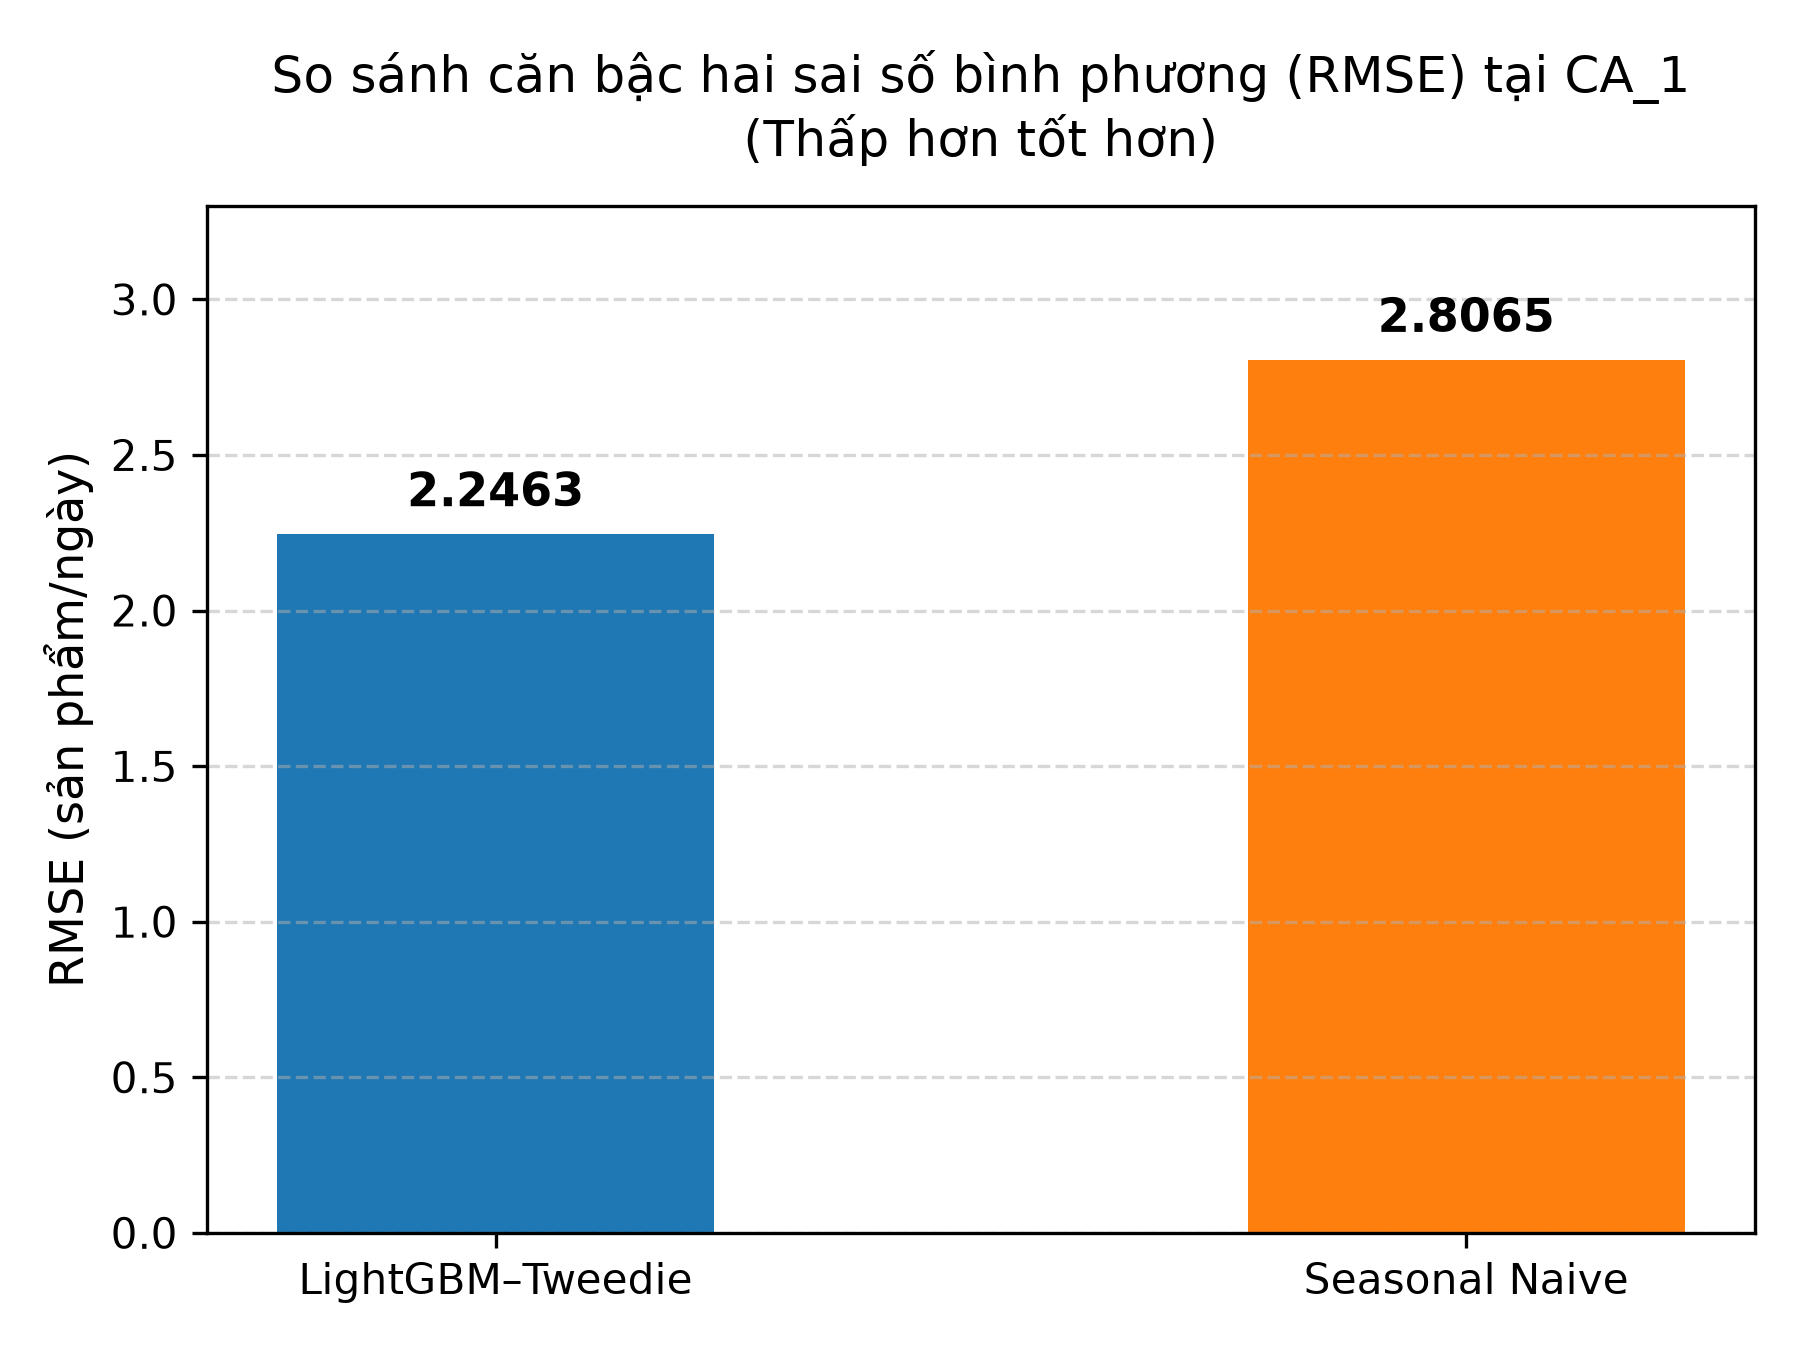 So sánh căn bậc hai sai số bình phương (RMSE) tại CA_1
(Thấp hơn tốt hơn)
RMSE (sản phẩm/ngày)
3.0
2.5
2.0
1.5
1.0
0.5
0.0
2.2463
2.8065
LightGBM–Tweedie
Seasonal Naive